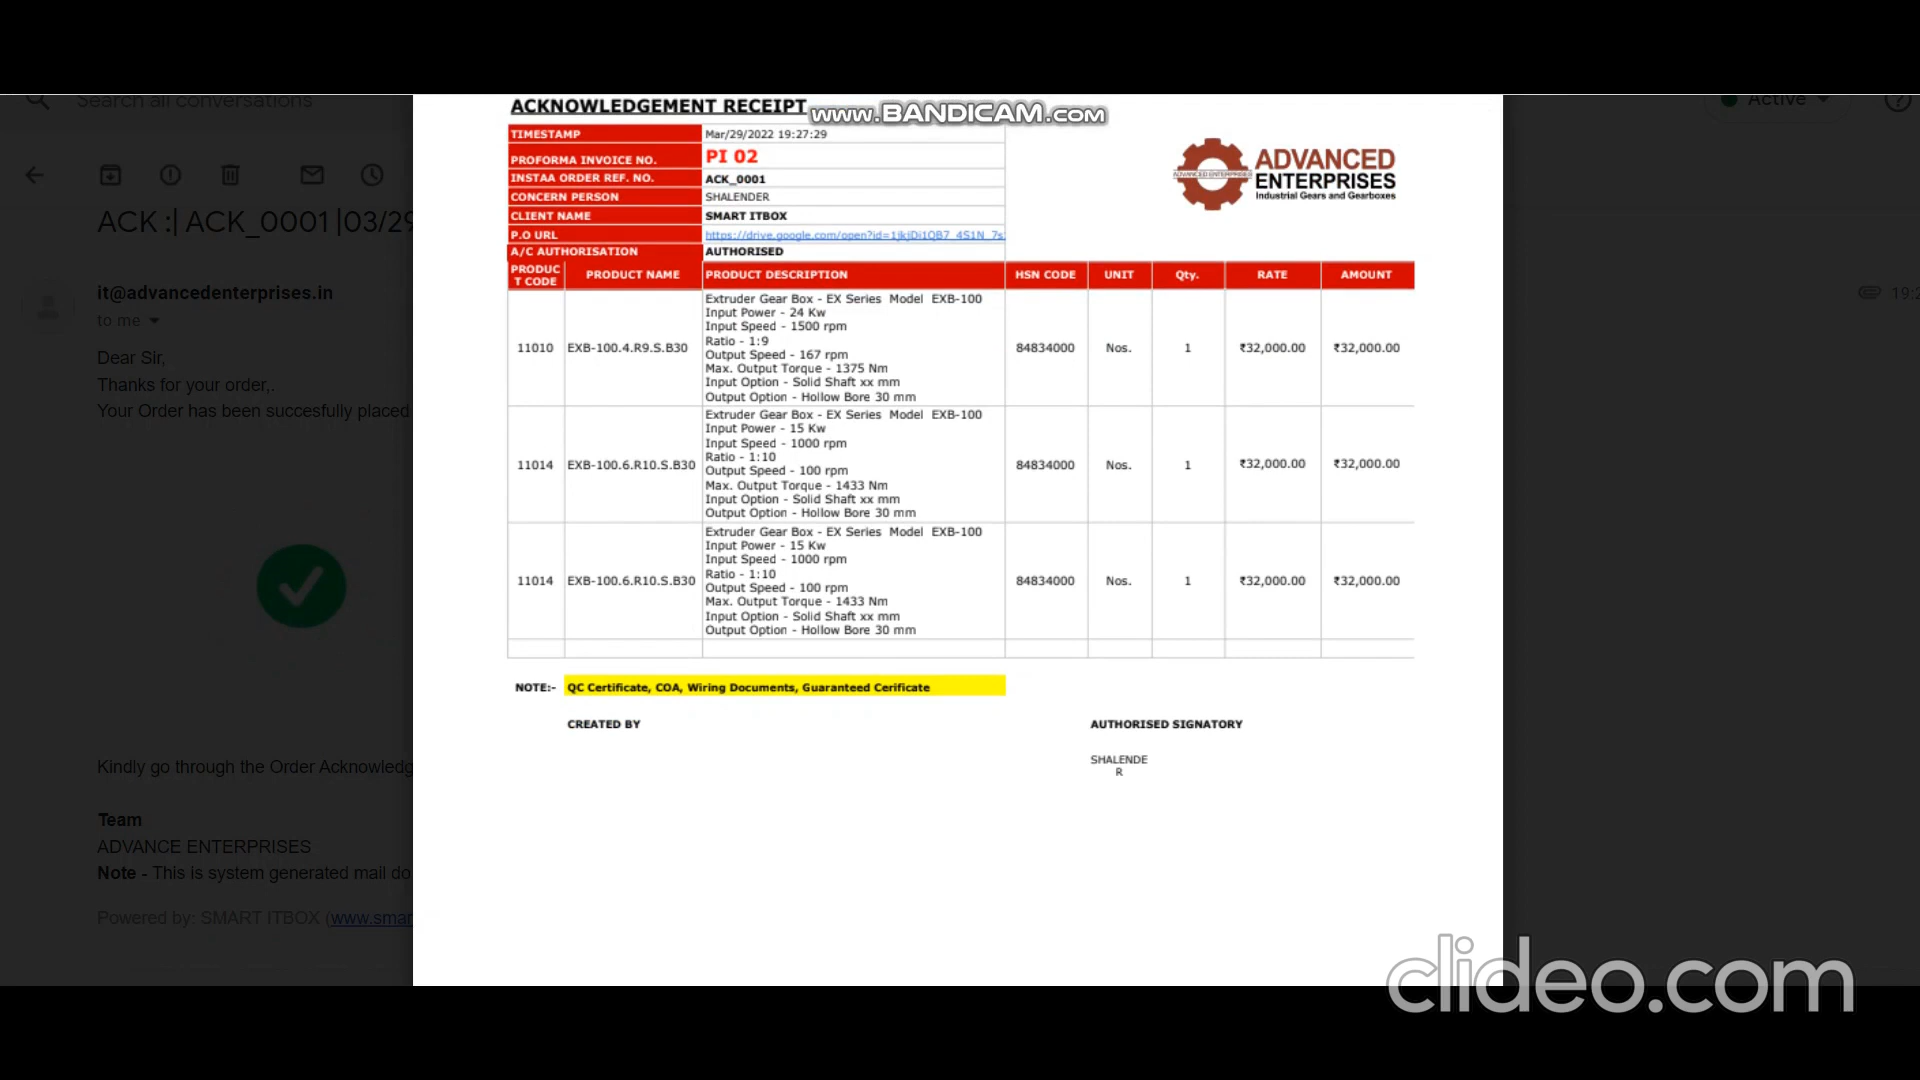 Search all conversations
Active
ACKNOWLEDGEMENT RECEIPT
www.BANDICAM.com
TIMESTAMP Mar/29/2022 19:27:29
PROFORMA INVOICE NO. PI 02
INSTAA ORDER REF. NO. ACK_0001
CONCERN PERSON SHALENDER
CLIENT NAME SMART ITBOX
P.O URL
A/C AUTHORISATION AUTHORISED
ADVANCED ENTERPRISES
ADVANCED
ENTERPRISES
Industrial Gears and Gearboxes
PRODUC
T CODE PRODUCT NAME PRODUCT DESCRIPTION HSN CODE UNIT Qty. RATE AMOUNT
11010 EXB-100.4.R9.S.B30
Extruder Gear Box - EX Series Model EXB-100
Input Power - 24 Kw
Input Speed - 1500 rpm
Ratio - 1:9
Output Speed - 167 rpm
Max. Output Torque - 1375 Nm
Input Option - Solid Shaft xx mm
Output Option - Hollow Bore 30 mm
84834000 Nos. 1 ₹32,000.00 ₹32,000.00
11014 EXB-100.6.R10.S.B30
Extruder Gear Box - EX Series Model EXB-100
Input Power - 15 Kw
Input Speed - 1000 rpm
Ratio - 1:10
Output Speed - 100 rpm
Max. Output Torque - 1433 Nm
Input Option - Solid Shaft xx mm
Output Option - Hollow Bore 30 mm
84834000 Nos. 1 ₹32,000.00 ₹32,000.00
11014 EXB-100.6.R10.S.B30
Extruder Gear Box - EX Series Model EXB-100
Input Power - 15 Kw
Input Speed - 1000 rpm
Ratio - 1:10
Output Speed - 100 rpm
Max. Output Torque - 1433 Nm
Input Option - Solid Shaft xx mm
Output Option - Hollow Bore 30 mm
84834000 Nos. 1 ₹32,000.00 ₹32,000.00
NOTE:- QC Certificate, COA, Wiring Documents, Guaranteed Cerificate
CREATED BY AUTHORISED SIGNATORY
SHALENDE
R
ACK :| ACK_0001 |03/29
it@advancedenterprises.in
to me
Dear Sir,
Thanks for your order,.
Your Order has been succesfully placed
Kindly go through the Order Acknowledg
Team
ADVANCE ENTERPRISES
Note - This is system generated mail do
Powered by: SMART ITBOX (www.smar
clideo.com